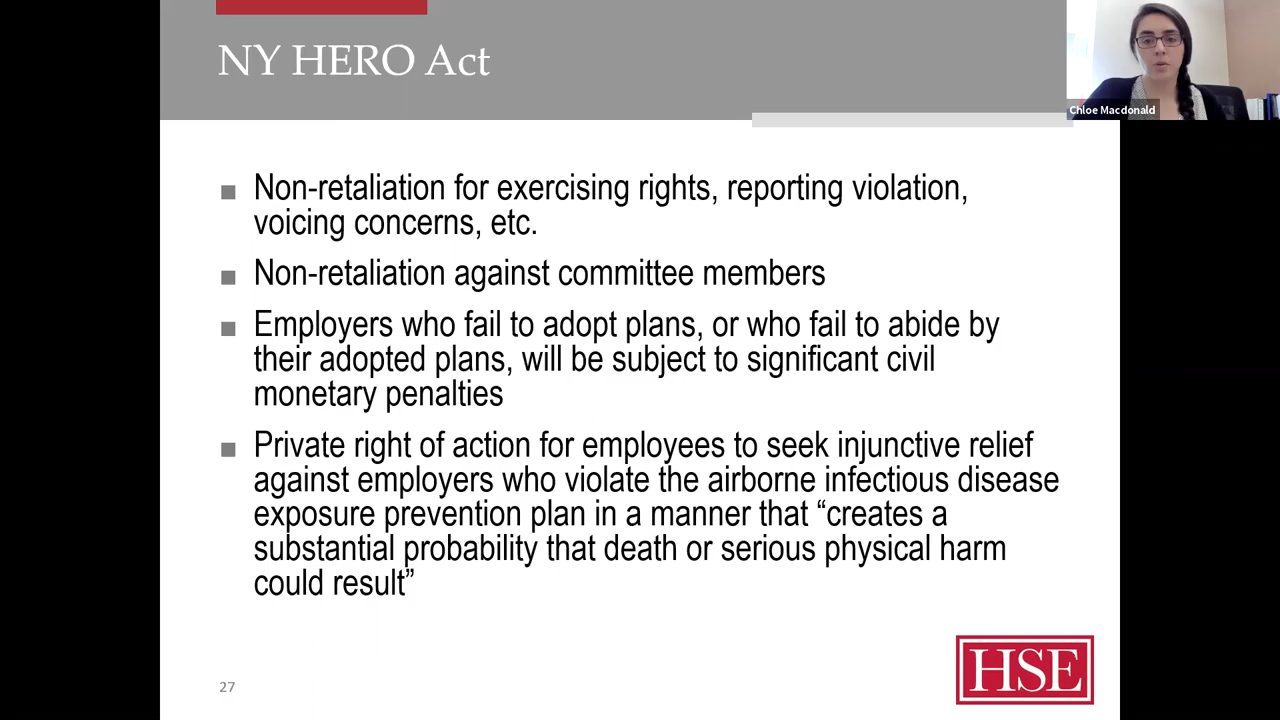 NY HERO Act
Chloe Macdonald
■ Non-retaliation for exercising rights, reporting violation,
voicing concerns, etc.
■ Non-retaliation against committee members
■ Employers who fail to adopt plans, or who fail to abide by
their adopted plans, will be subject to significant civil
monetary penalties
■ Private right of action for employees to seek injunctive relief
against employers who violate the airborne infectious disease
exposure prevention plan in a manner that “creates a
substantial probability that death or serious physical harm
could result”
27
HSE